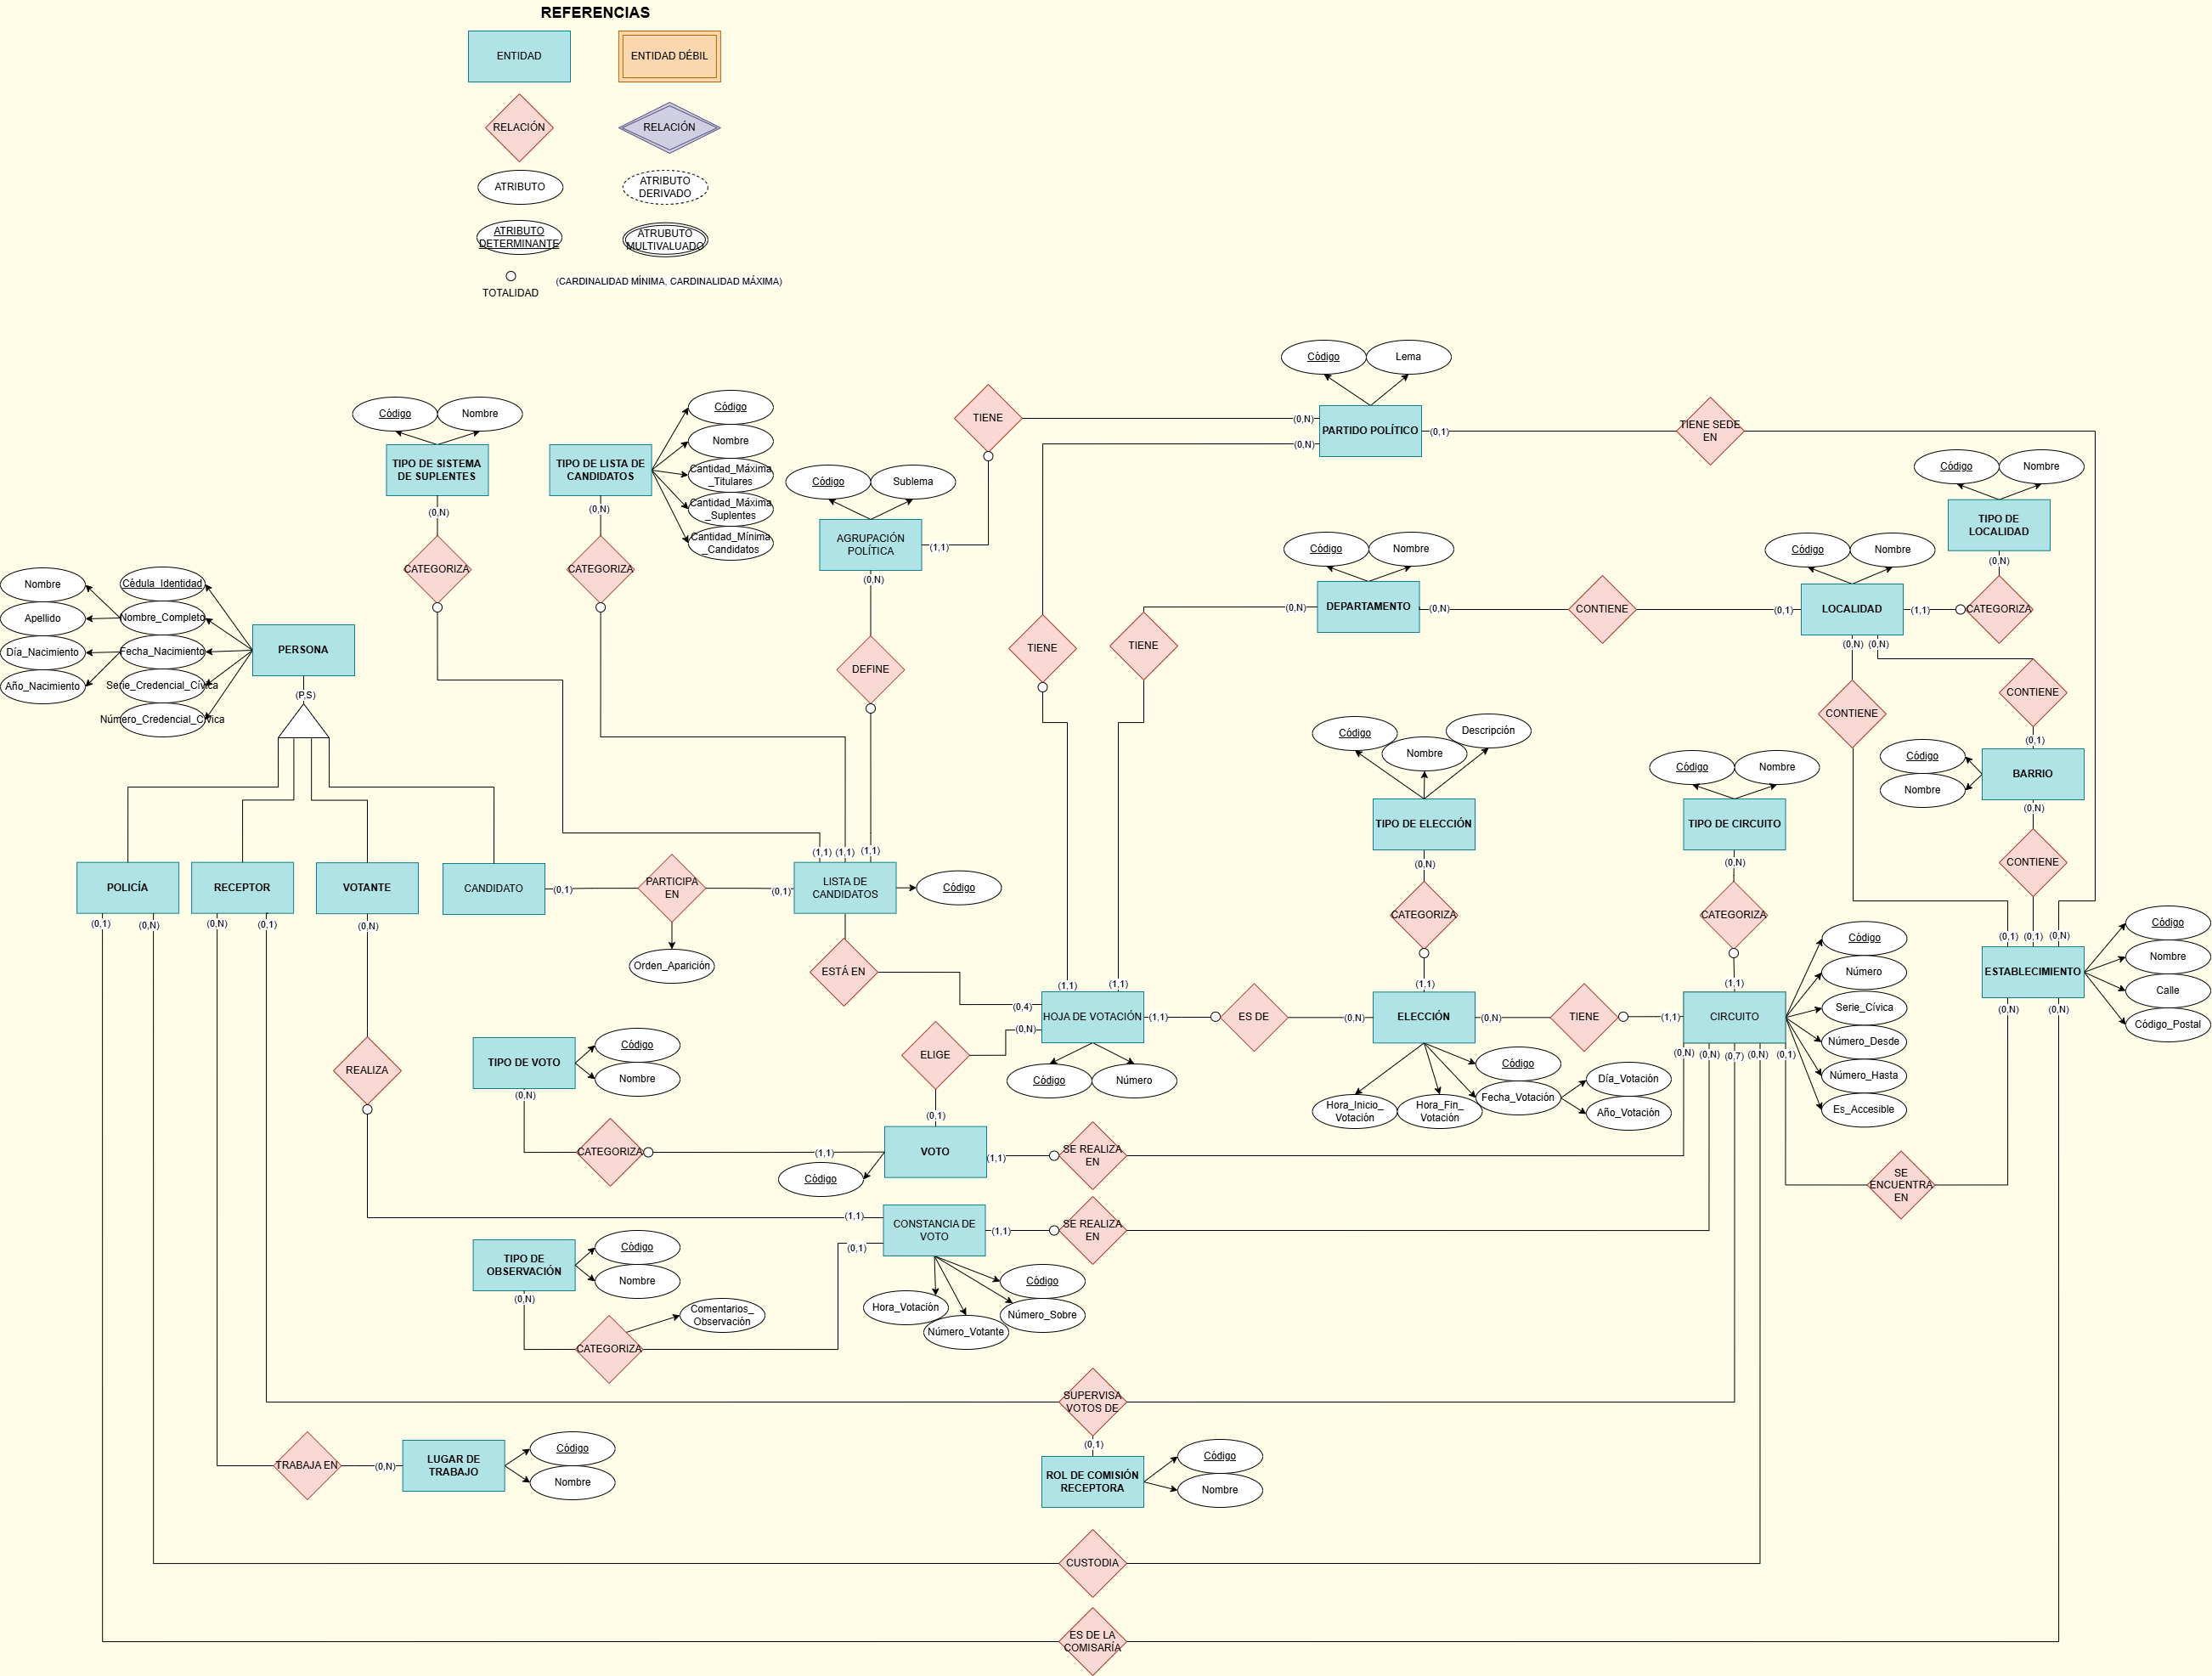 REFERENCIAS
ENTIDAD
ENTIDAD DÉBIL
RELACIÓN
RELACIÓN
ATRIBUTO
ATRIBUTO
DERIVADO
ATRIBUTO
DETERMINANTE
ATRUBUTO
MULTIVALUADO
TOTALIDAD
(CARDINALIDAD MÍNIMA, CARDINALIDAD MÁXIMA)
Código
Lema
PARTIDO POLÍTICO
(0,N)
(0,N)
(0,1)
TIENE
TIENE SEDE
EN
Código
Nombre
TIPO DE SISTEMA
DE SUPLENTES
(0,N)
CATEGORIZA
TIPO DE LISTA DE
CANDIDATOS
Código
Nombre
Cantidad_Máxima
_Titulares
Cantidad_Máxima
_Suplentes
Cantidad_Mínima
_Candidatos
(0,N)
CATEGORIZA
Código
Sublema
AGRUPACIÓN
POLÍTICA
(1,1)
(0,N)
DEFINE
Código
Nombre
TIPO DE
LOCALIDAD
(0,N)
CATEGORIZA
Código
Nombre
DEPARTAMENTO
(0,N)
(0,N)
CONTIENE
(0,1)
Código
Nombre
LOCALIDAD
(1,1)
(0,N)
(0,N)
TIENE
TIENE
CONTIENE
CONTIENE
(0,1)
Código
Nombre
BARRIO
(0,N)
CONTIENE
Nombre
Apellido
Día_Nacimiento
Año_Nacimiento
Cédula_Identidad
Nombre_Completo
Fecha_Nacimiento
Serie_Credencial_Cívica
Número_Credencial_Cívica
PERSONA
(P,S)
Código
Nombre
Descripción
TIPO DE ELECCIÓN
(0,N)
CATEGORIZA
(1,1)
Código
Nombre
TIPO DE CIRCUITO
(0,N)
CATEGORIZA
(1,1)
POLICÍA
(0,1)
(0,N)
RECEPTOR
(0,N)
(0,1)
VOTANTE
(0,N)
CANDIDATO
(0,1)
PARTICIPA
EN
Orden_Aparición
(0,1)
(1,1)
(1,1)
(1,1)
LISTA DE
CANDIDATOS
Código
ESTÁ EN
(0,4)
(0,N)
(1,1)
(1,1)
HOJA DE VOTACIÓN
(1,1)
Código
Número
ES DE
(0,N)
ELECCIÓN
(0,N)
Código
Fecha_Votación
Día_Votación
Año_Votación
Hora_Inicio_
Votación
Hora_Fin_
Votación
TIENE
(1,1)
CIRCUITO
(0,N)
(0,N)
(0,7)
(0,N)
(0,1)
Código
Número
Serie_Cívica
Número_Desde
Número_Hasta
Es_Accesible
(0,1)
(0,1)
(0,N)
ESTABLECIMIENTO
(0,N)
(0,N)
Código
Nombre
Calle
Código_Postal
SE
ENCUENTRA
EN
REALIZA
ELIGE
(0,1)
TIPO DE VOTO
(0,N)
Código
Nombre
CATEGORIZA
(1,1)
VOTO
(1,1)
Código
SE REALIZA
EN
(1,1)
CONSTANCIA DE
VOTO
(1,1)
(0,1)
SE REALIZA
EN
Código
Número_Sobre
Hora_Votación
Número_Votante
TIPO DE
OBSERVACIÓN
(0,N)
Código
Nombre
Comentarios_
Observación
CATEGORIZA
SUPERVISA
VOTOS DE
(0,1)
ROL DE COMISIÓN
RECEPTORA
Código
Nombre
TRABAJA EN
(0,N)
LUGAR DE
TRABAJO
Código
Nombre
CUSTODIA
ES DE LA
COMISARÍA